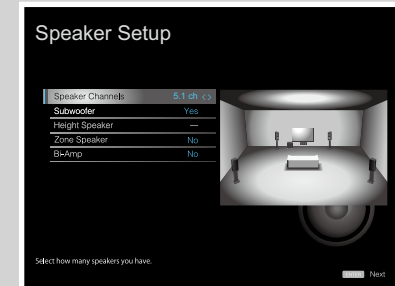 Speaker Setup
Speaker Channels 5.1 ch <>
Subwoofer Yes
Height Speaker ---
Zone Speaker No
Bi-Amp No
Select how many speakers you have.
ENTER Next